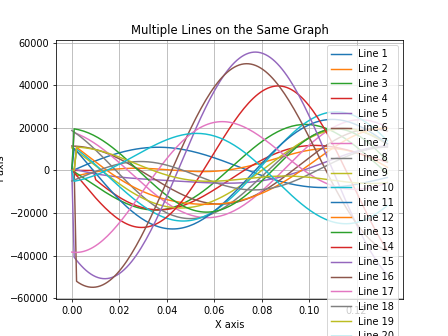 Multiple Lines on the Same Graph
60000
40000
20000
0
−20000
−40000
−60000
0.00
0.02
0.04
0.06
0.08
0.10
X axis
Line 1
Line 2
Line 3
Line 4
Line 5
Line 6
Line 7
Line 8
Line 9
Line 10
Line 11
Line 12
Line 13
Line 14
Line 15
Line 16
Line 17
Line 18
Line 19
Line 20